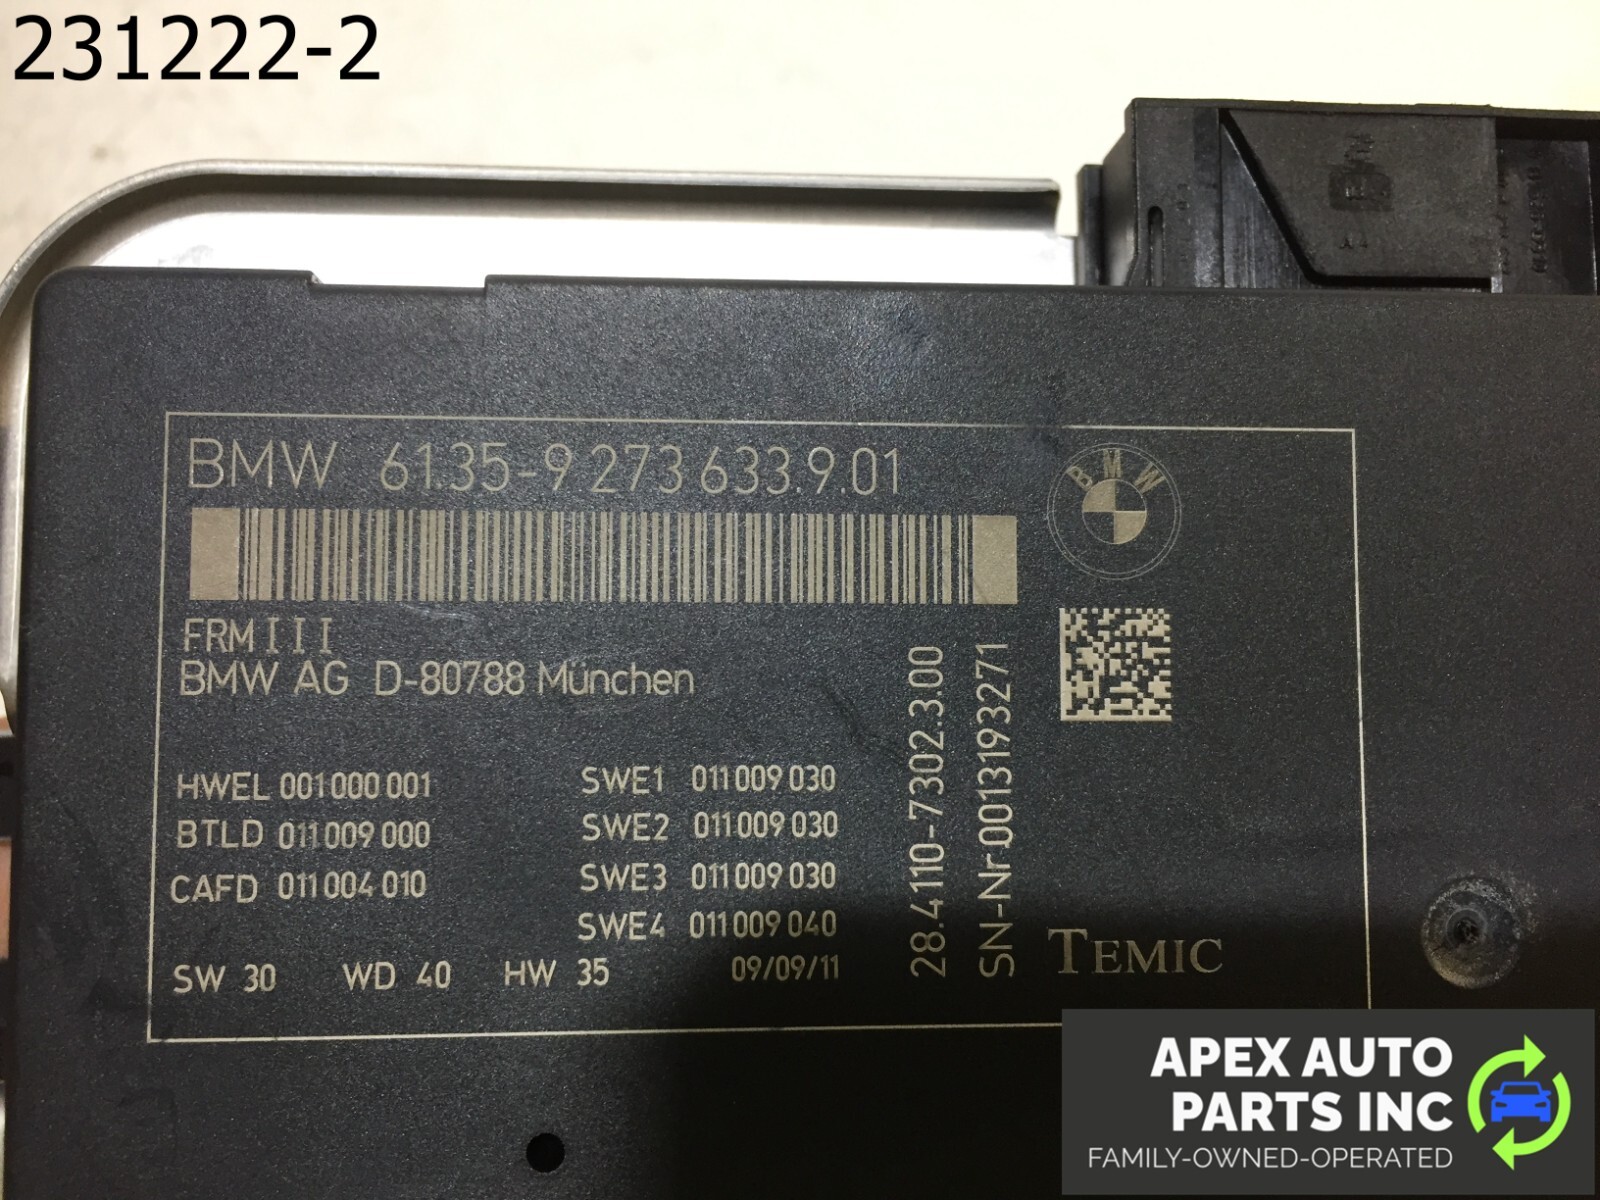 231222-2
BMW 61.35-9 273 633.9.01
BMW
FRM III
BMW AG D-80788 München
HWEL 001 000 001
BTLD 011 009 000
CAFD 011 004 010
SWE1 011 009 030
SWE2 011 009 030
SWE3 011 009 030
SWE4 011 009 040
SW 30 WD 40 HW 35 09/09/11
28.4110-7302.3.00
SN-Nr 0013193271
TEMIC
APEX AUTO
PARTS INC
FAMILY-OWNED-OPERATED